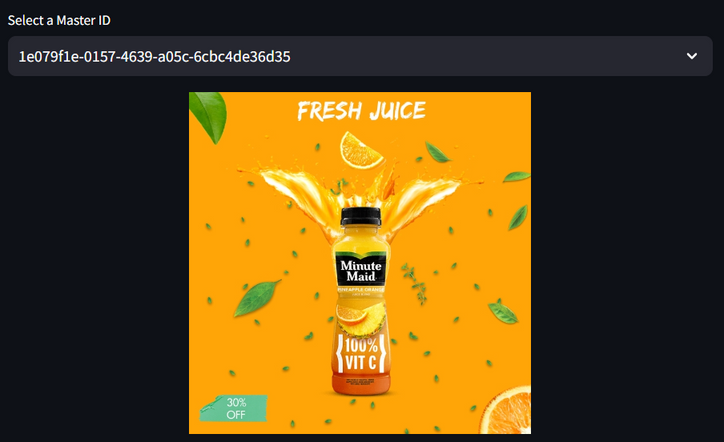 Select a Master ID
1e079f1e-0157-4639-a05c-6cbc4de36d35
FRESH JUICE
Minute
Maid
PINEAPPLE ORANGE
100%
VIT C
30%
OFF